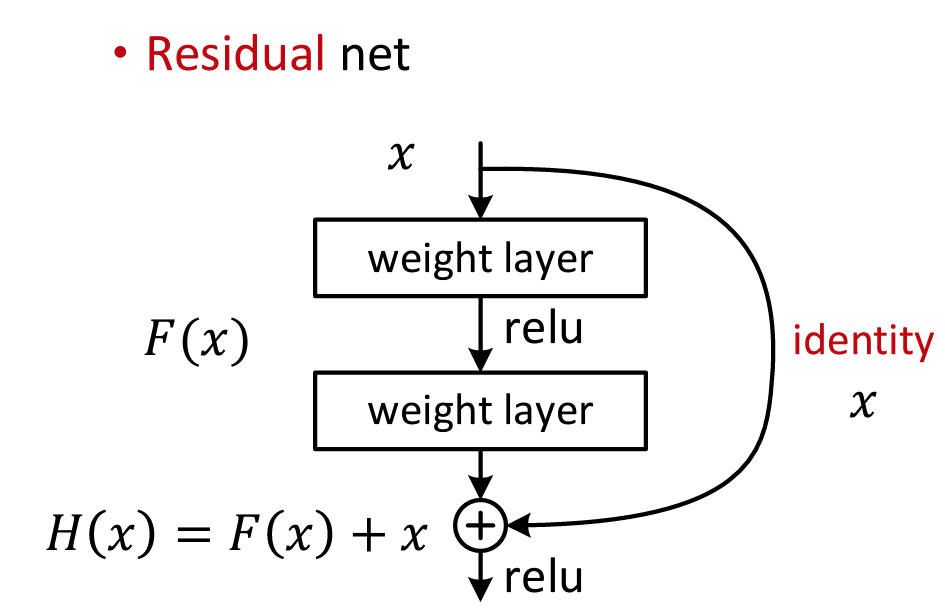 • Residual net
x
weight layer
relu
F(x)
identity
x
weight layer
H(x) = F(x) + x
+
relu